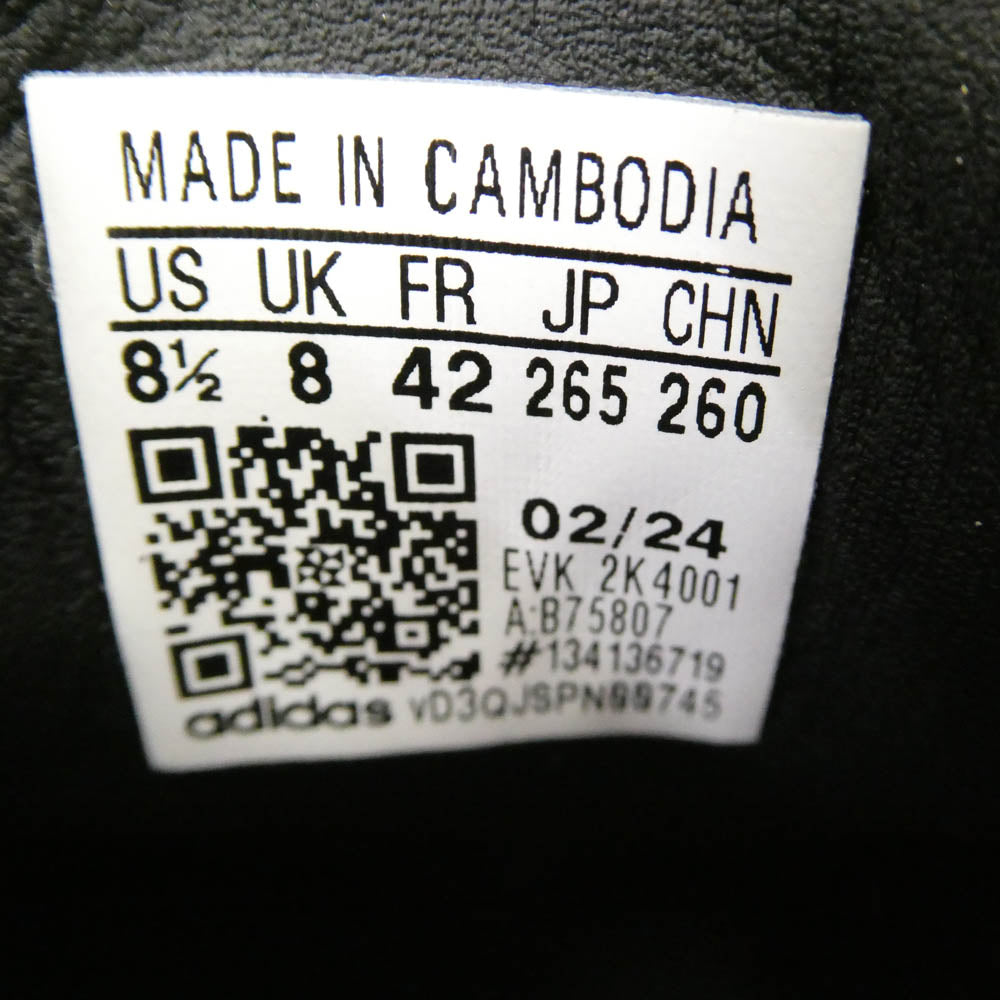 MADE IN CAMBODIA
US UK FR JP CHN
8½ 8 42 265 260
02/24
EVK 2K4001
A:B75807
#134136719
adidas